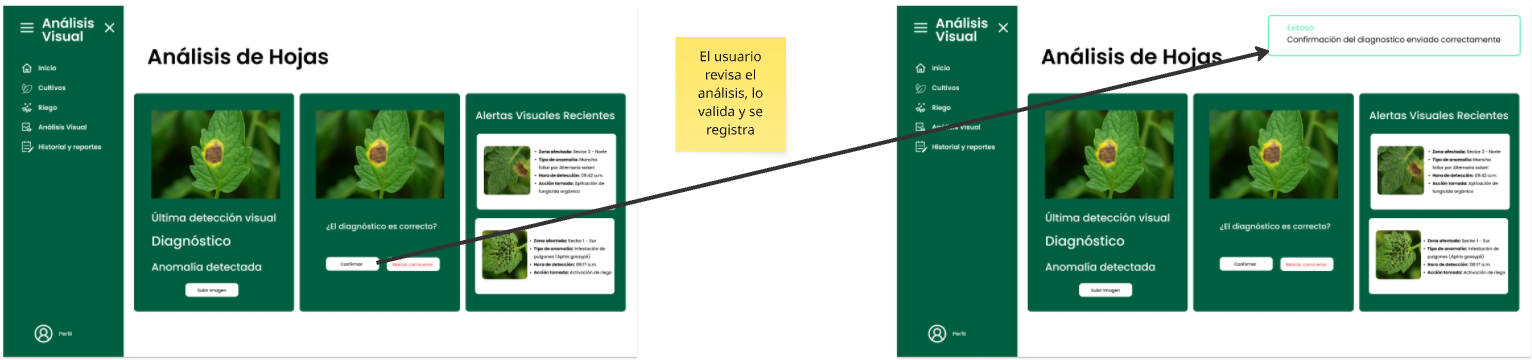 Análisis
Visual
Inicio
Cultivos
Riego
Análisis Visual
Historial y reportes
Perfil
Análisis de Hojas
Última detección visual
Diagnóstico
Anomalía detectada
Subir Imagen
¿El diagnóstico es correcto?
Confirmar
Marcar como error
Alertas Visuales Recientes
Zona afectada: Sector 3 - Norte
Tipo de anomalía: Mancha
foliar por Alternaria solani
Hora de detección: 09:42 a.m.
Acción tomada: Aplicación de
fungicida orgánico
Zona afectada: Sector 1 - Sur
Tipo de anomalía: Infestación de
pulgones (Aphis gossypii)
Hora de detección: 08:17 a.m.
Acción tomada: Activación de riego
El usuario
revisa el
análisis, lo
valida y se
registra
Análisis
Visual
Inicio
Cultivos
Riego
Análisis Visual
Historial y reportes
Perfil
Exitoso
Confirmación del diagnostico enviado correctamente
Análisis de Hojas
Última detección visual
Diagnóstico
Anomalía detectada
Subir Imagen
¿El diagnóstico es correcto?
Confirmar
Marcar como error
Alertas Visuales Recientes
Zona afectada: Sector 3 - Norte
Tipo de anomalía: Mancha
foliar por Alternaria solani
Hora de detección: 09:42 a.m.
Acción tomada: Aplicación de
fungicida orgánico
Zona afectada: Sector 1 - Sur
Tipo de anomalía: Infestación de
pulgones (Aphis gossypii)
Hora de detección: 08:17 a.m.
Acción tomada: Activación de riego